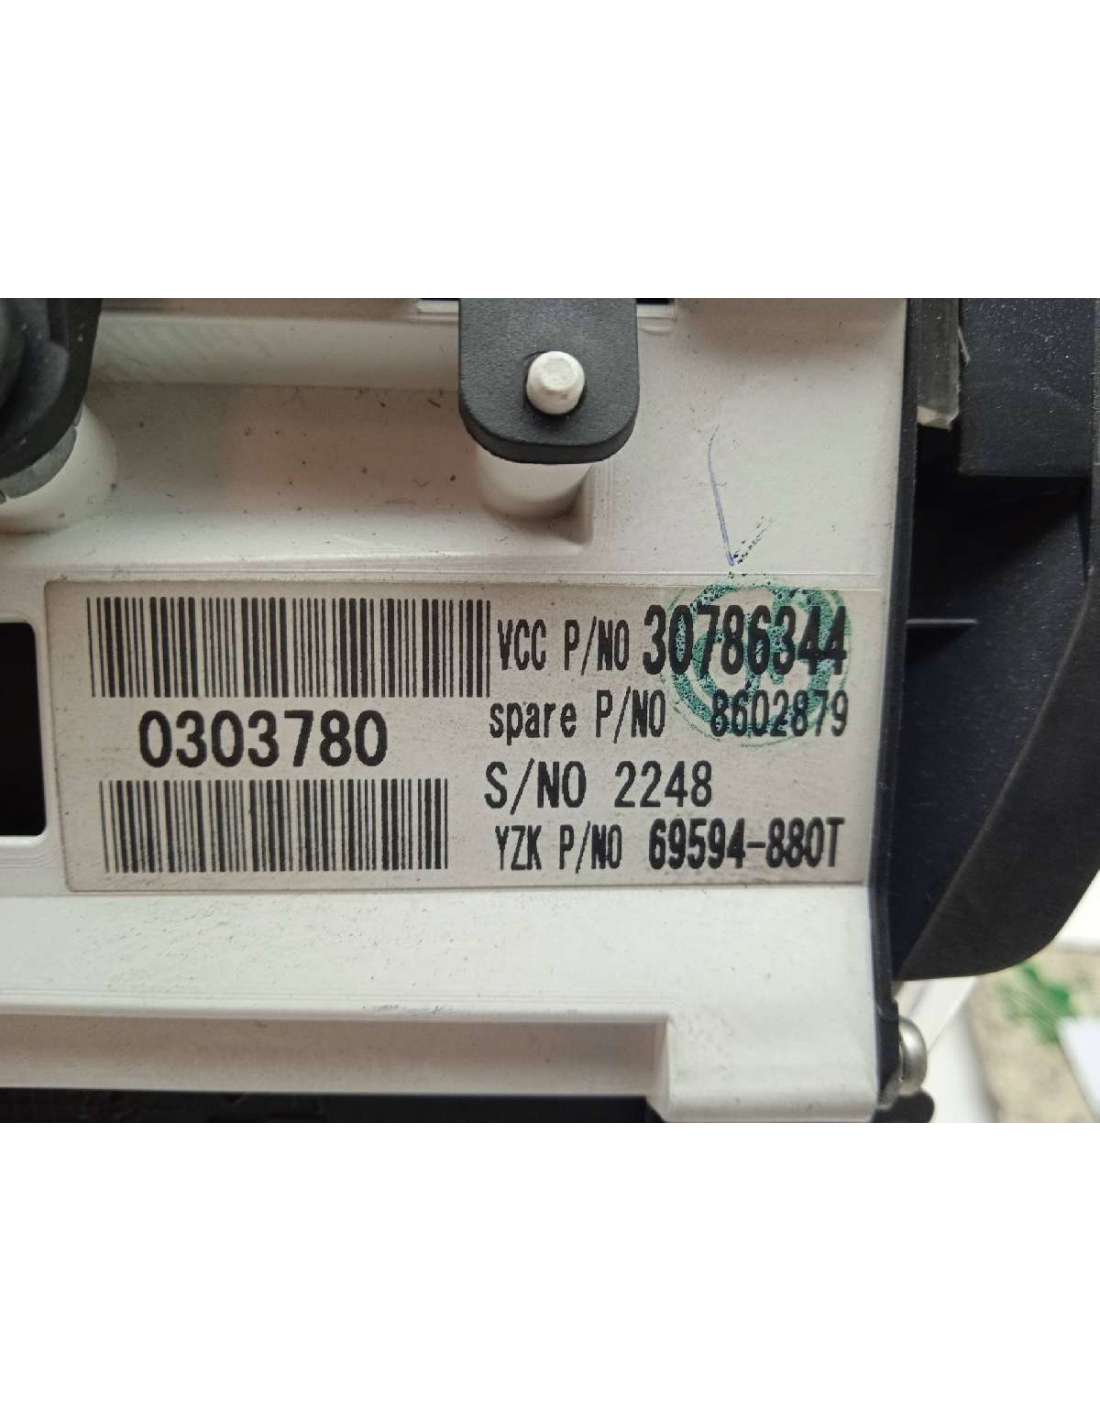 0303780
VCC P/NO 30786344
spare P/NO 8602879
S/NO 2248
YZK P/NO 69594-880T